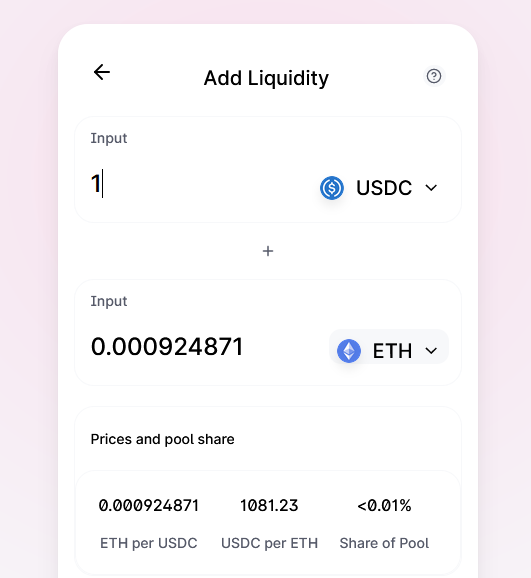 Add Liquidity
Input
1
USDC
+
Input
0.000924871
ETH
Prices and pool share
0.000924871 1081.23 <0.01%
ETH per USDC USDC per ETH Share of Pool